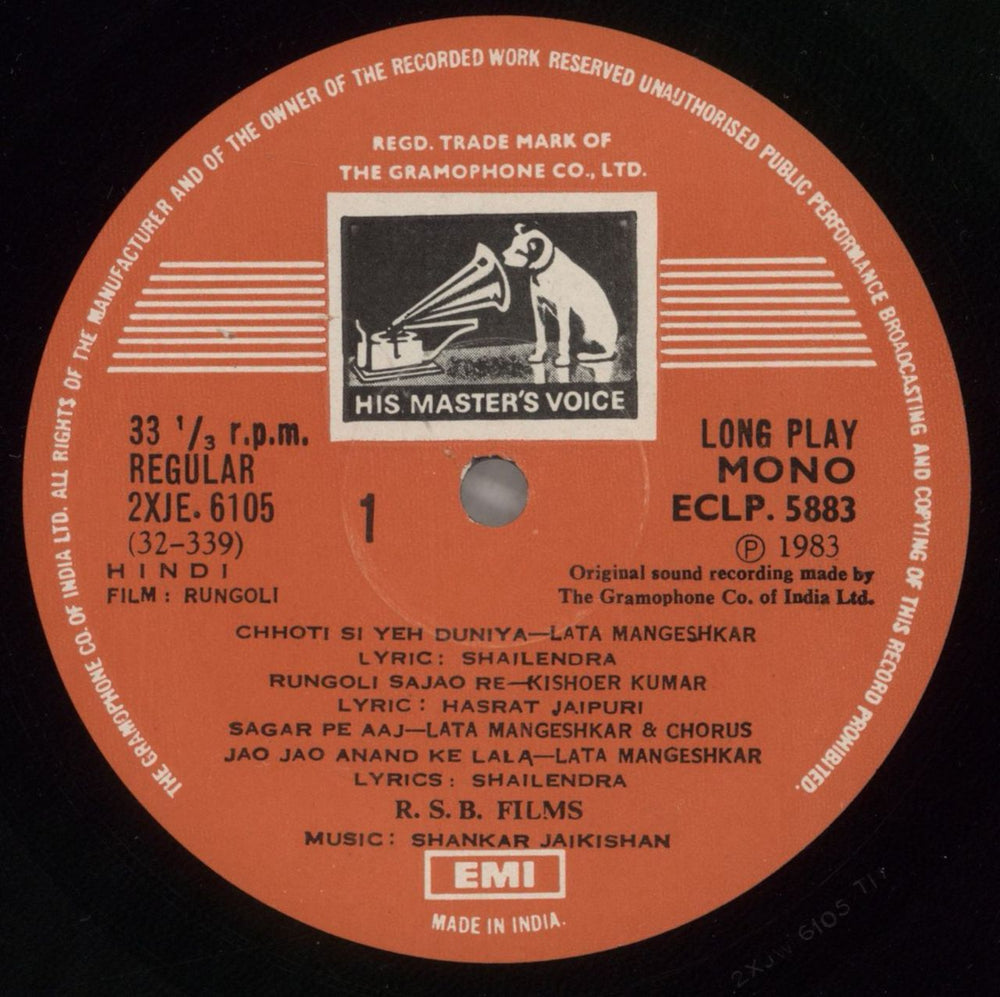 THE GRAMOPHONE CO. OF INDIA LTD. ALL RIGHTS OF THE MANUFACTURER AND OF THE OWNER OF THE RECORDED WORK RESERVED UNAUTHORISED PUBLIC PERFORMANCE BROADCASTING AND COPYING OF THIS RECORD PROHIBITED.
REGD. TRADE MARK OF
THE GRAMOPHONE CO., LTD.
HIS MASTER'S VOICE
33 1/3 r.p.m.
REGULAR
2XJE. 6105
(32-339)
HINDI
FILM : RUNGOLI
1
LONG PLAY
MONO
ECLP. 5883
Ⓟ 1983
Original sound recording made by
The Gramophone Co. of India Ltd.
CHHOTI SI YEH DUNIYA—LATA MANGESHKAR
LYRIC: SHAILENDRA
RUNGOLI SAJAO RE—KISHOER KUMAR
LYRIC: HASRAT JAIPURI
SAGAR PE AAJ—LATA MANGESHKAR & CHORUS
JAO JAO ANAND KE LALA—LATA MANGESHKAR
LYRICS: SHAILENDRA
R. S. B. FILMS
MUSIC: SHANKAR JAIKISHAN
EMI
MADE IN INDIA.
6105